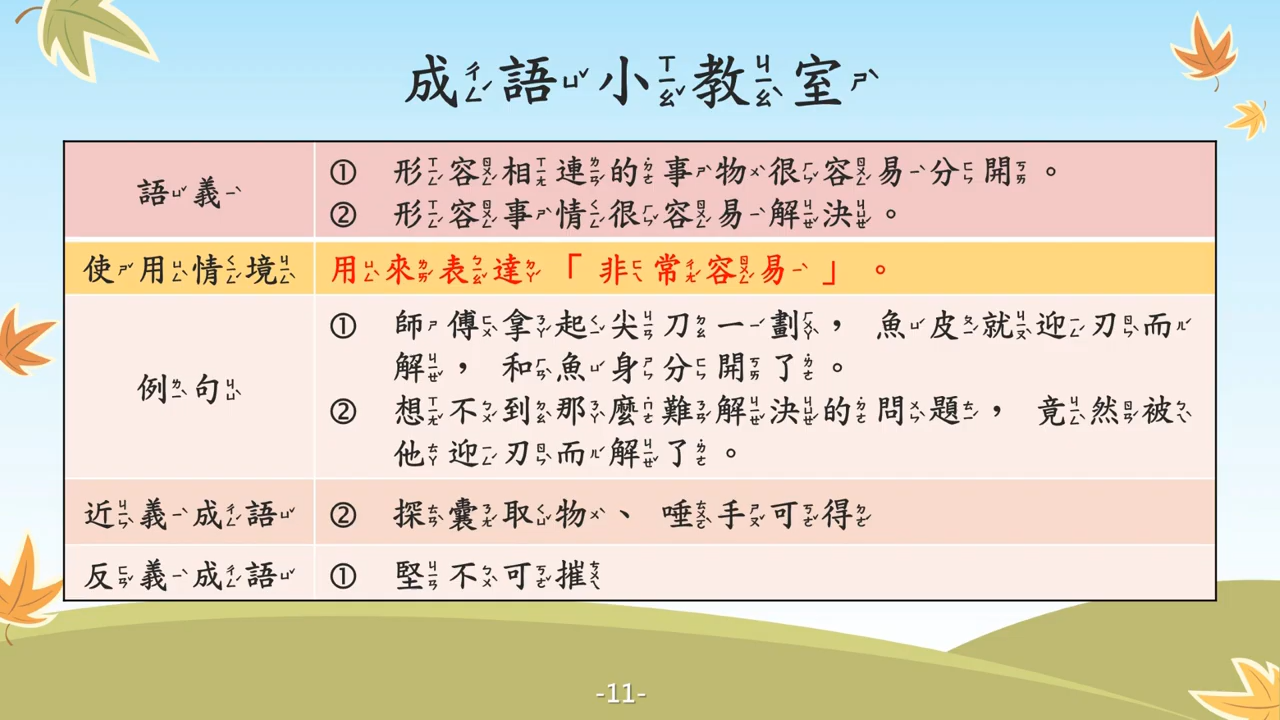 成語小教室
語義
① 形容相連的事物很容易分開。
② 形容事情很容易解決。
使用情境
用來表達「非常容易」。
例句
① 師傅拿起尖刀一劃，魚皮就迎刃而
解，和魚身分開了。
② 想不到那麼難解決的問題，竟然被
他迎刃而解了。
近義成語
② 探囊取物、唾手可得
反義成語
① 堅不可摧
-11-